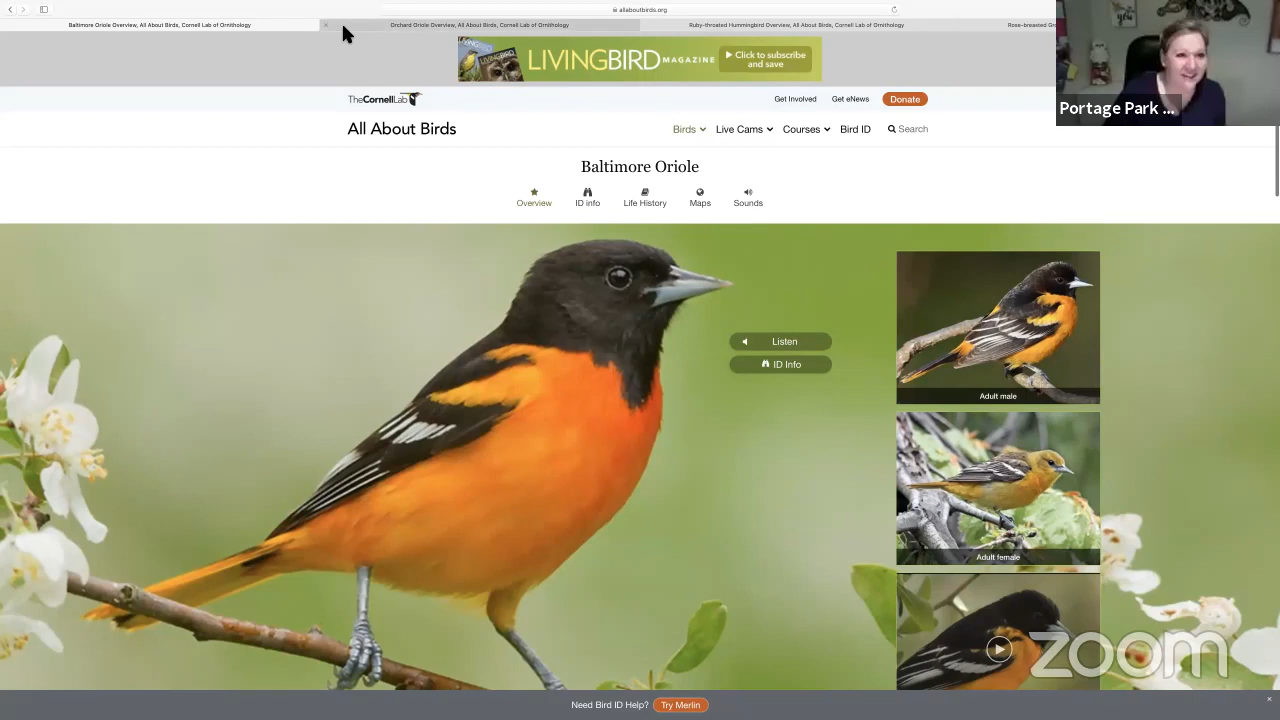 allaboutbirds.org
Baltimore Oriole Overview, All About Birds, Cornell Lab of Ornithology
Orchard Oriole Overview, All About Birds, Cornell Lab of Ornithology
Ruby-throated Hummingbird Overview, All About Birds, Cornell Lab of Ornithology
Rose-breasted Gr
LIVINGBIRD MAGAZINE
Click to subscribe
and save
LIVINGBIRD
Portage Park ...
TheCornellLab
Get Involved
Get eNews
Donate
All About Birds
Birds
Live Cams
Courses
Bird ID
Search
Baltimore Oriole
Overview
ID info
Life History
Maps
Sounds
Listen
ID Info
Adult male
Adult female
zoom
Need Bird ID Help?
Try Merlin